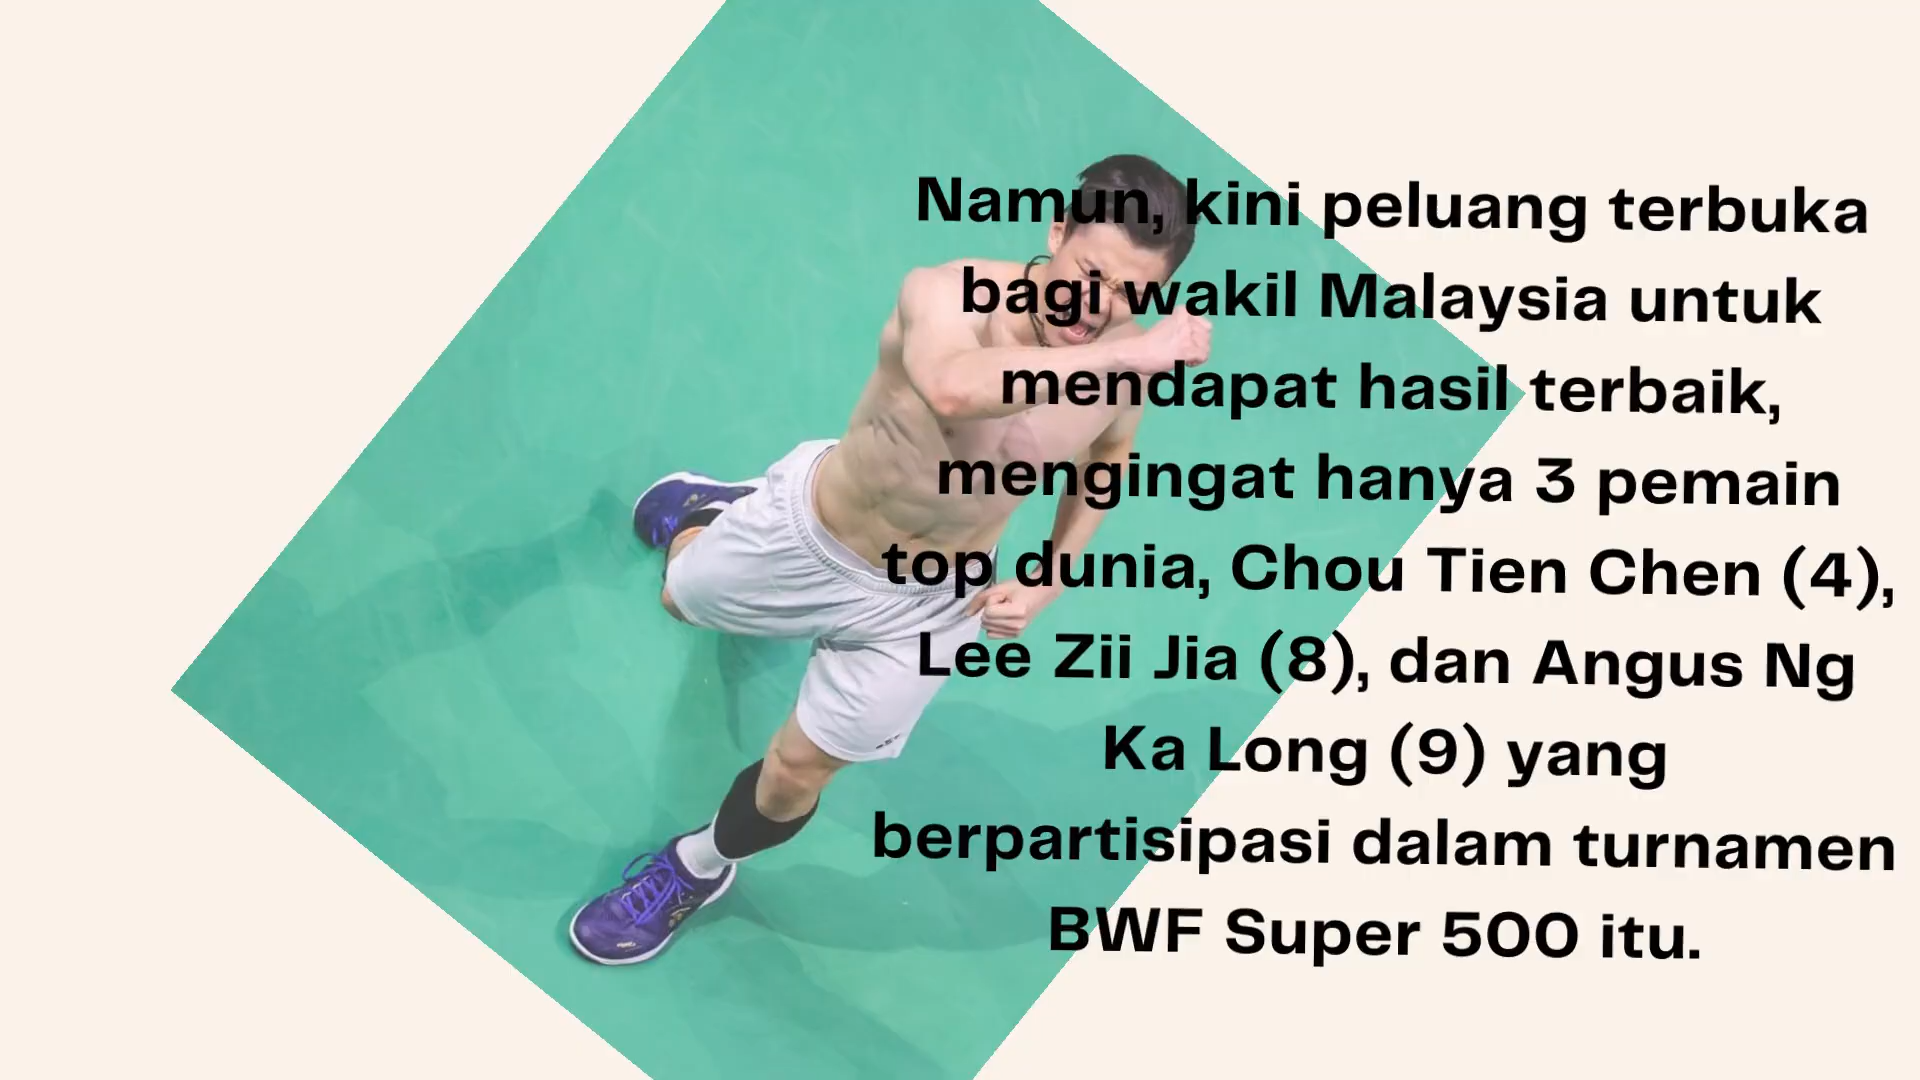 Namun, kini peluang terbuka
bagi wakil Malaysia untuk
mendapat hasil terbaik,
mengingat hanya 3 pemain
top dunia, Chou Tien Chen (4),
Lee Zii Jia (8), dan Angus Ng
Ka Long (9) yang
berpartisipasi dalam turnamen
BWF Super 500 itu.